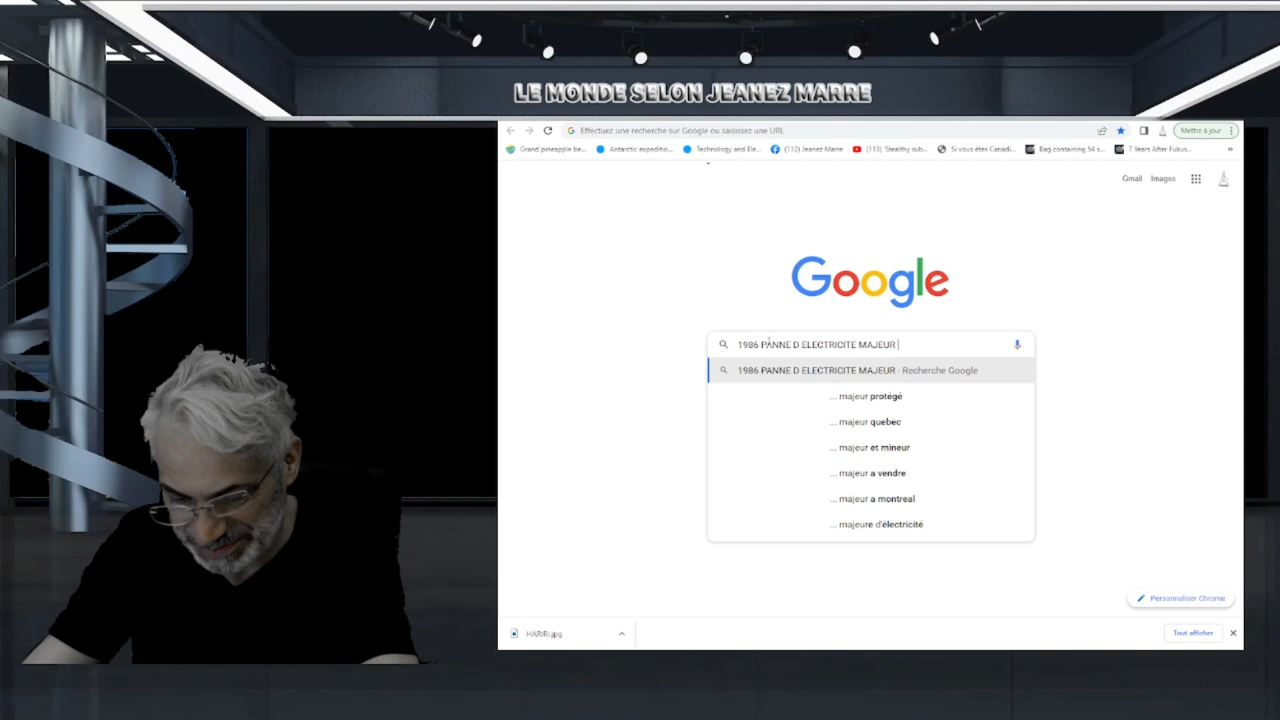 LE MONDE SELON JEANEZ MARRE
Effectuez une recherche sur Google ou saisissez une URL
Mettre à jour
Grand pineapple be... Antarctic expeditio... Technology and Ele... (112) Jeanez Marre (113) 'Stealthy sub... Si vous êtes Canadi... Bag containing 54 s... 7 Years After Fukus... »
Gmail Images
Google
1986 PANNE D ELECTRICITE MAJEUR
1986 PANNE D ELECTRICITE MAJEUR - Recherche Google
... majeur protégé
... majeur quebec
... majeur et mineur
... majeur a vendre
... majeur a montreal
... majeure d'électricité
Personnaliser Chrome
HARIRI.jpg
Tout afficher